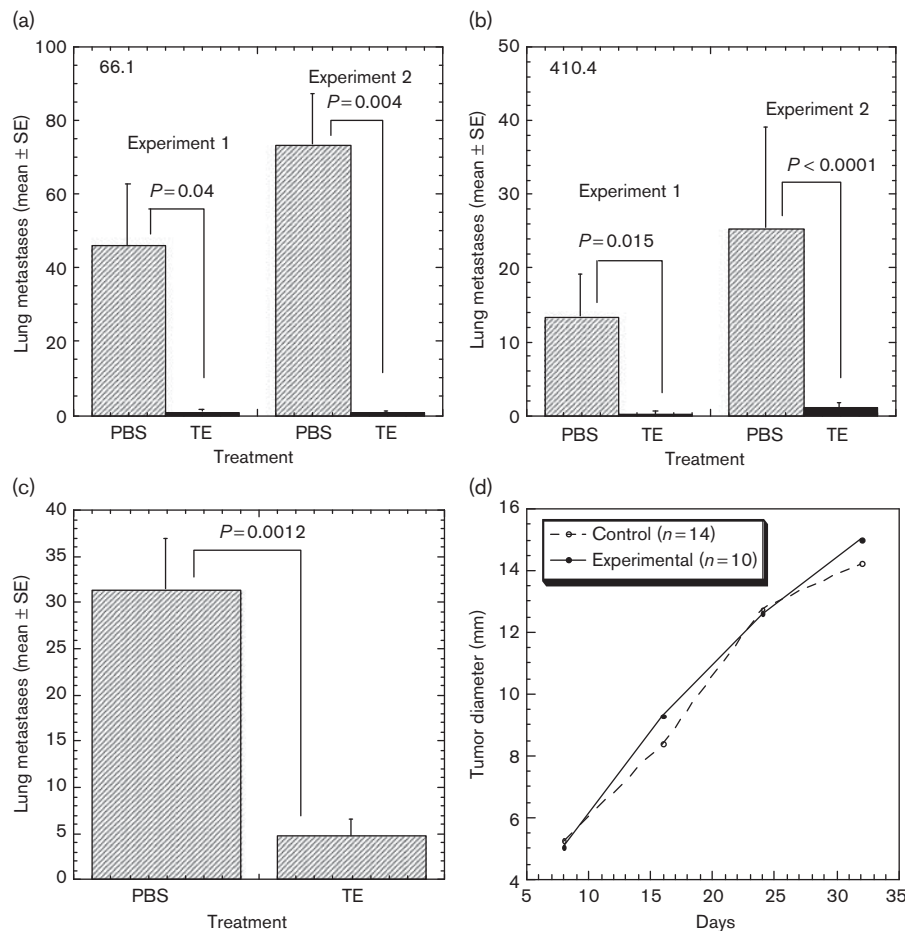 (a)
Lung metastases (mean ± SE)
100
80
60
40
20
0
66.1
Experiment 1
P = 0.04
Experiment 2
P = 0.004
PBS
TE
PBS
TE
Treatment
(b)
Lung metastases (mean ± SE)
50
40
30
20
10
0
410.4
Experiment 1
P = 0.015
Experiment 2
P < 0.0001
PBS
TE
PBS
TE
Treatment
(c)
Lung metastases (mean ± SE)
40
35
30
25
20
15
10
5
0
P = 0.0012
PBS
TE
Treatment
(d)
Tumor diameter (mm)
16
14
12
10
8
6
4
Control (n = 14)
Experimental (n = 10)
5
10
15
20
25
30
35
Days